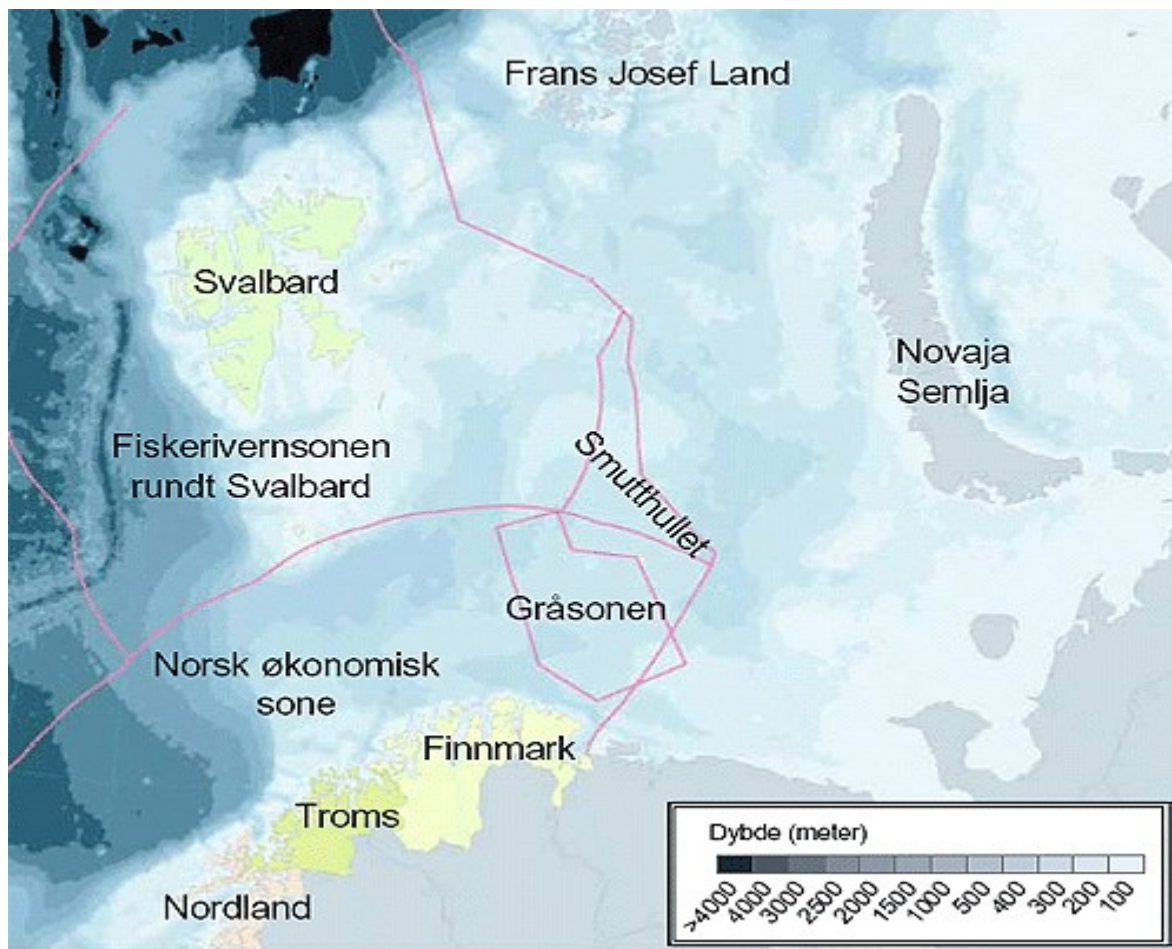 Frans Josef Land
Svalbard
Novaja
Semlja
Fiskerivernsonen
rundt Svalbard
Smutthullet
Gråsonen
Norsk økonomisk
sone
Finnmark
Troms
Nordland
Dybde (meter)
>4000 4000 3000 2500 2000 1500 1000 500 400 300 200 100